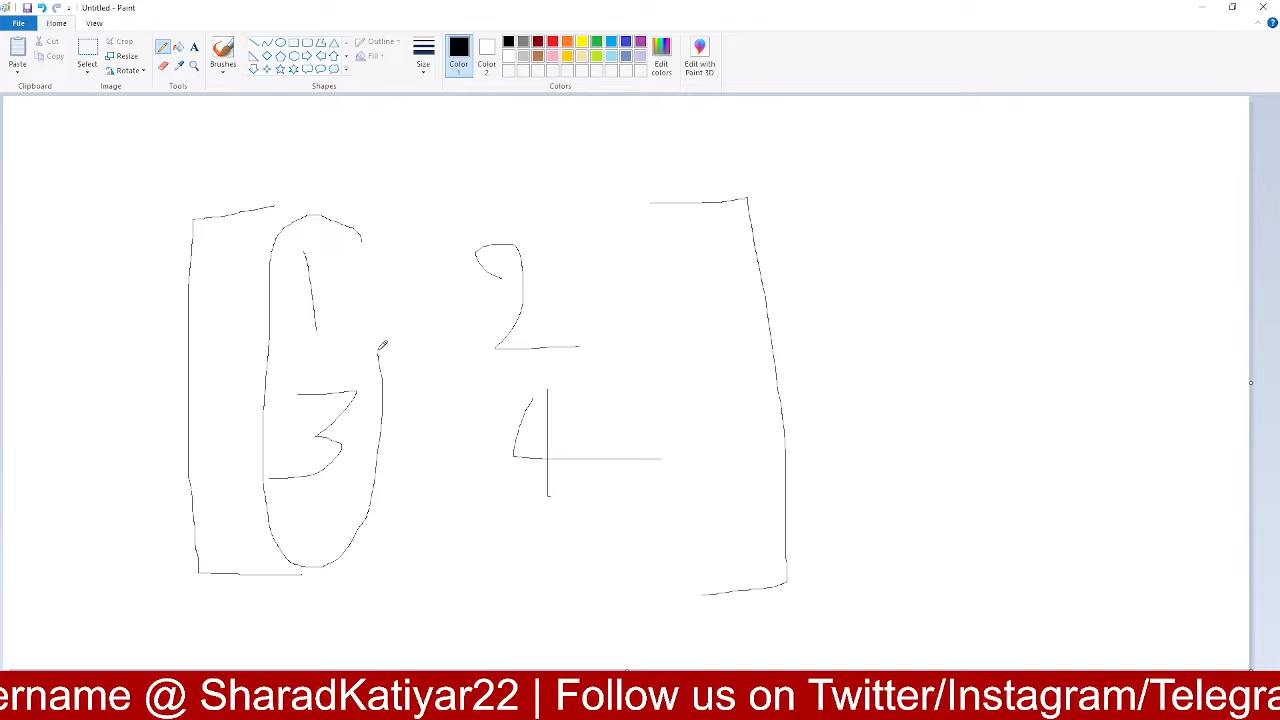 Untitled - Paint
File Home View
Paste Cut Copy Clipboard
Select Crop Resize Rotate Image
Tools
Brushes
Outline Fill Shapes
Size
Color 1 Color 2 Edit colors Colors
Edit with Paint 3D
1 2
3 4
ername @ SharadKatiyar22 | Follow us on Twitter/Instagram/Telegra